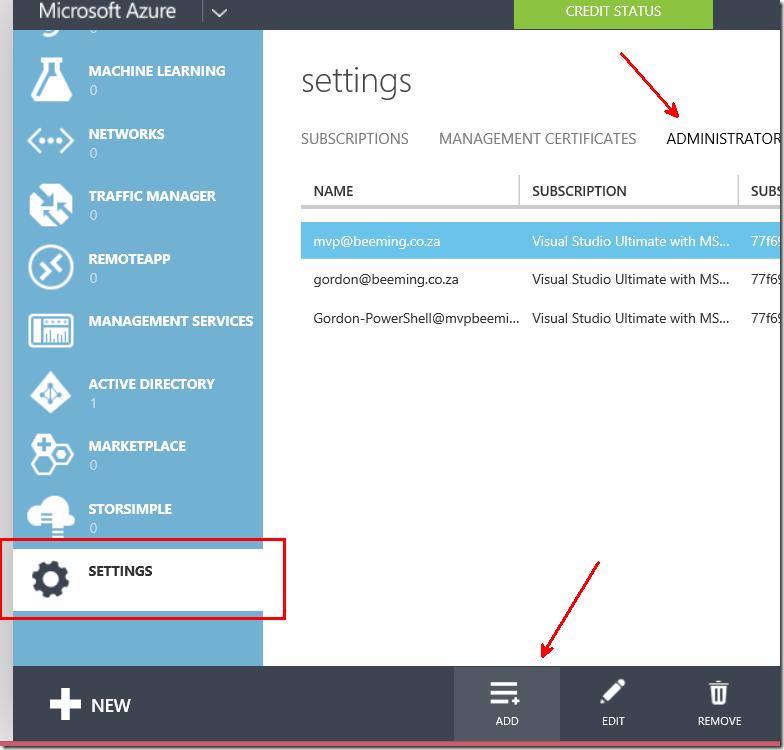 Microsoft Azure
CREDIT STATUS
0
MACHINE LEARNING
0
NETWORKS
0
TRAFFIC MANAGER
0
REMOTEAPP
0
MANAGEMENT SERVICES
ACTIVE DIRECTORY
1
MARKETPLACE
0
STORSIMPLE
0
SETTINGS
settings
SUBSCRIPTIONS MANAGEMENT CERTIFICATES ADMINISTRATOR
NAME SUBSCRIPTION SUBS
mvp@beeming.co.za Visual Studio Ultimate with MS... 77f69
gordon@beeming.co.za Visual Studio Ultimate with MS... 77f69
Gordon-PowerShell@mvpbeemi... Visual Studio Ultimate with MS... 77f69
NEW
ADD EDIT REMOVE